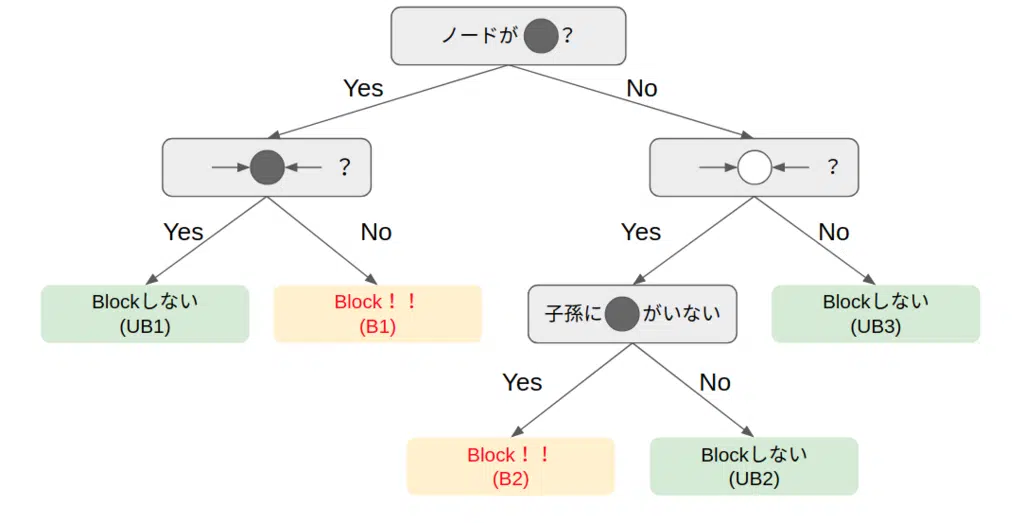 ノードが ？
Yes
No
？
？
Yes
No
Yes
No
Blockしない
(UB1)
Block！！
(B1)
子孫に がいない
Blockしない
(UB3)
Yes
No
Block！！
(B2)
Blockしない
(UB2)